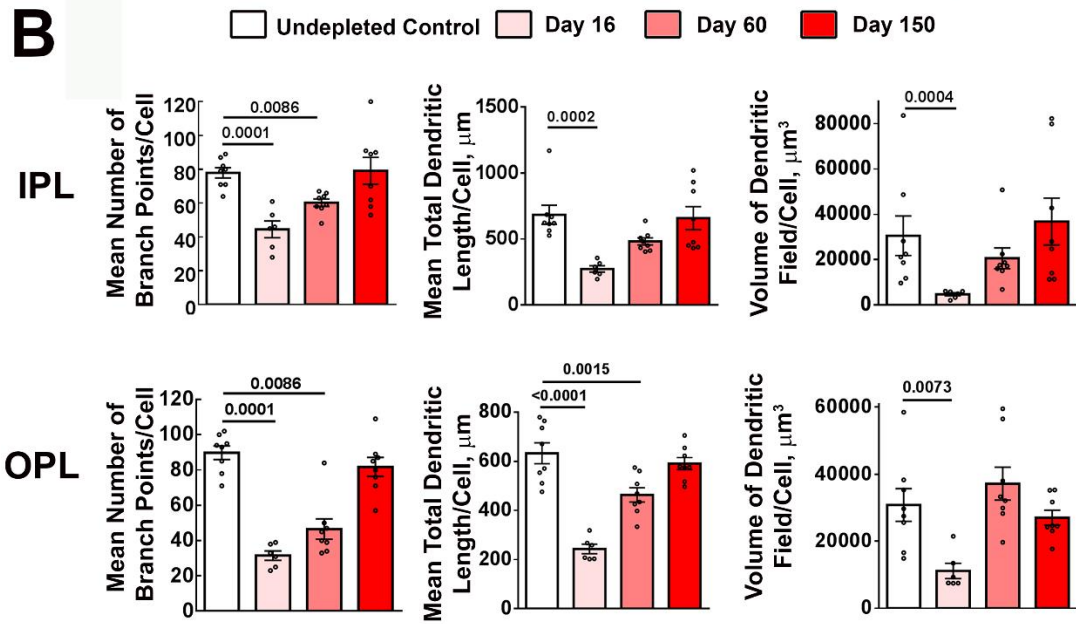 B
Undepleted Control Day 16 Day 60 Day 150
IPL
Mean Number of
Branch Points/Cell
120
100
80
60
40
20
0
0.0086
0.0001
Mean Total Dendritic
Length/Cell, μm
1500
1000
500
0
0.0002
Volume of Dendritic
Field/Cell, μm³
80000
60000
40000
20000
0
0.0004
OPL
Mean Number of
Branch Points/Cell
120
100
80
60
40
20
0
0.0086
0.0001
Mean Total Dendritic
Length/Cell, μm
800
600
400
200
0
0.0015
<0.0001
Volume of Dendritic
Field/Cell, μm³
60000
40000
20000
0
0.0073